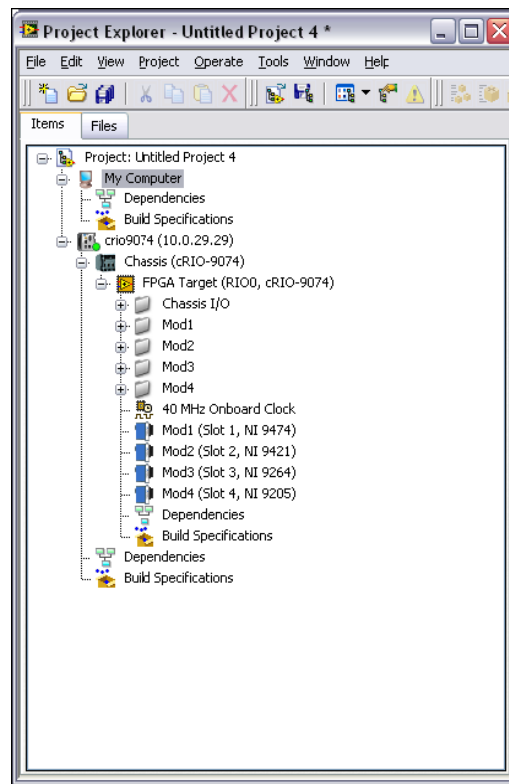 Project Explorer - Untitled Project 4 *
File Edit View Project Operate Tools Window Help
Items Files
Project: Untitled Project 4
My Computer
Dependencies
Build Specifications
crio9074 (10.0.29.29)
Chassis (cRIO-9074)
FPGA Target (RIO0, cRIO-9074)
Chassis I/O
Mod1
Mod2
Mod3
Mod4
40 MHz Onboard Clock
Mod1 (Slot 1, NI 9474)
Mod2 (Slot 2, NI 9421)
Mod3 (Slot 3, NI 9264)
Mod4 (Slot 4, NI 9205)
Dependencies
Build Specifications
Dependencies
Build Specifications